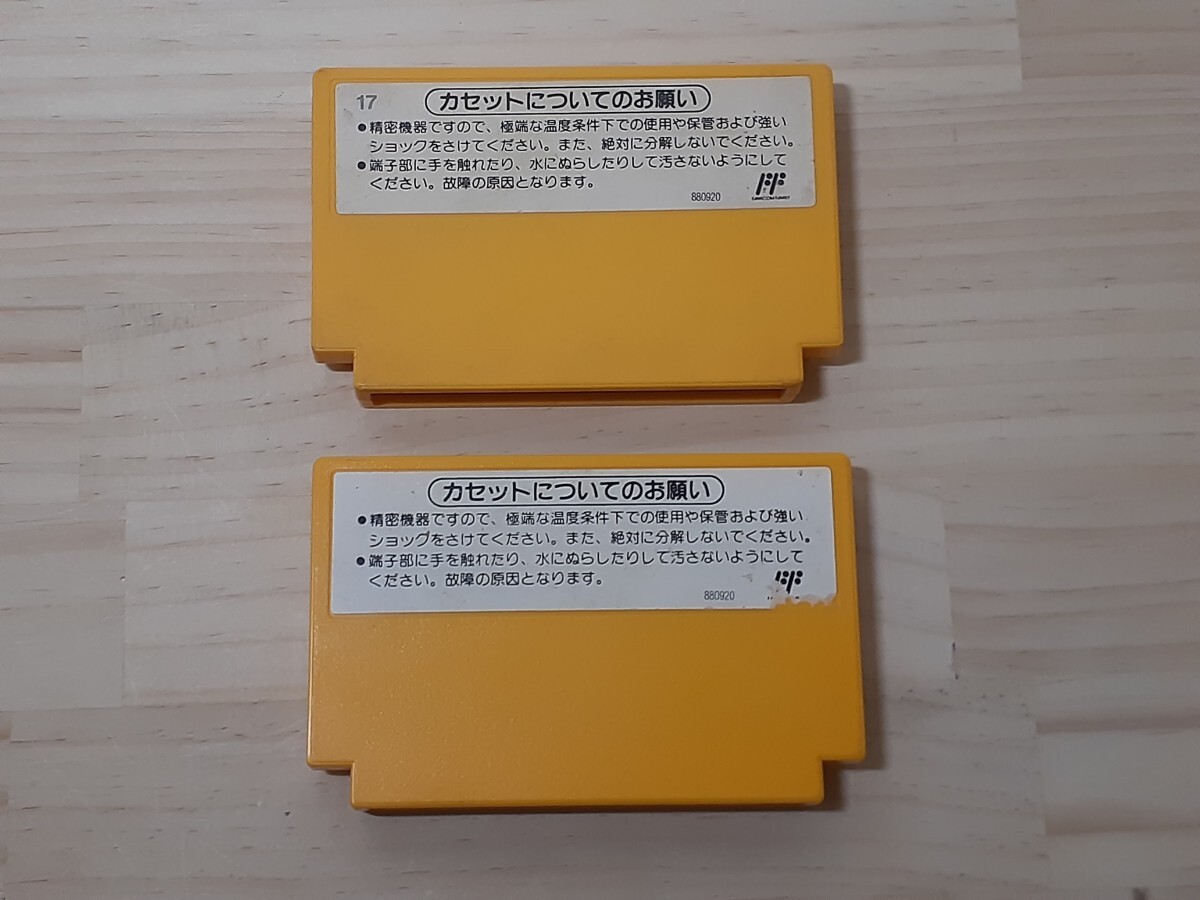 17
カセットについてのお願い
●精密機器ですので、極端な温度条件下での使用や保管および強い
ショックをさけてください。また、絶対に分解しないでください。
●端子部に手を触れたり、水にぬらしたりして汚さないようにして
ください。故障の原因となります。
880920
FF
カセットについてのお願い
●精密機器ですので、極端な温度条件下での使用や保管および強い
ショックをさけてください。また、絶対に分解しないでください。
●端子部に手を触れたり、水にぬらしたりして汚さないようにして
ください。故障の原因となります。
880920
FF